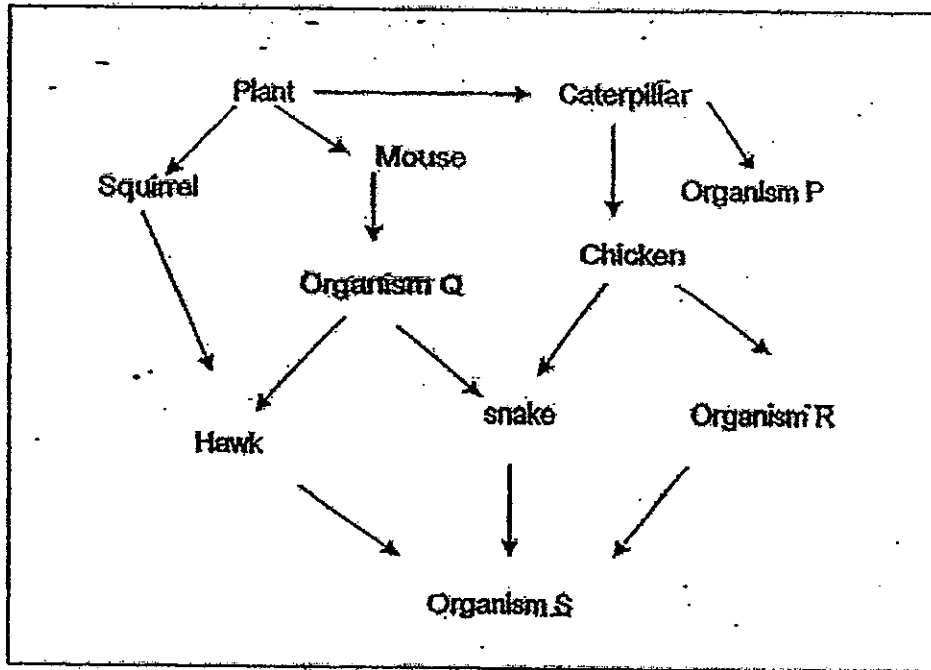 Plant
Caterpillar
Mouse
Squirrel
Organism P
Chicken
Organism Q
snake
Organism R
Hawk
Organism S